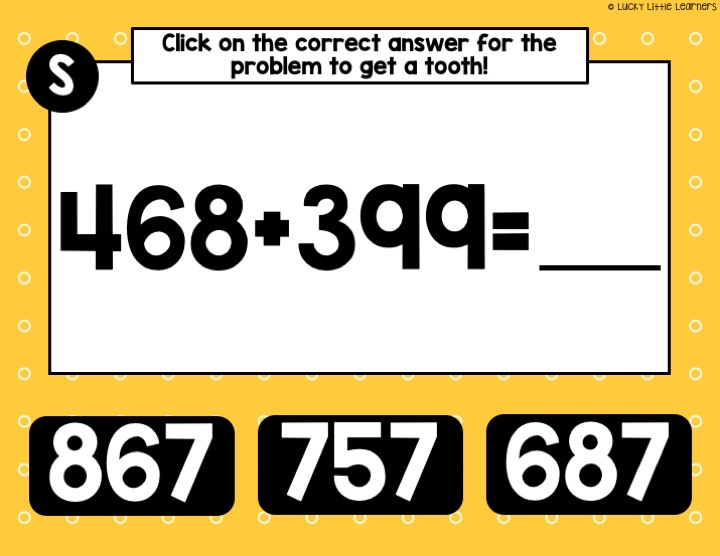 © Lucky Little Learners
Click on the correct answer for the
problem to get a tooth!
S
468+399=___
867 757 687